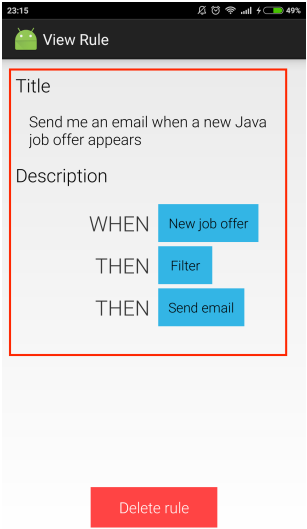 23:15
49%
View Rule
Title
Send me an email when a new Java
job offer appears
Description
WHEN New job offer
THEN Filter
THEN Send email
Delete rule